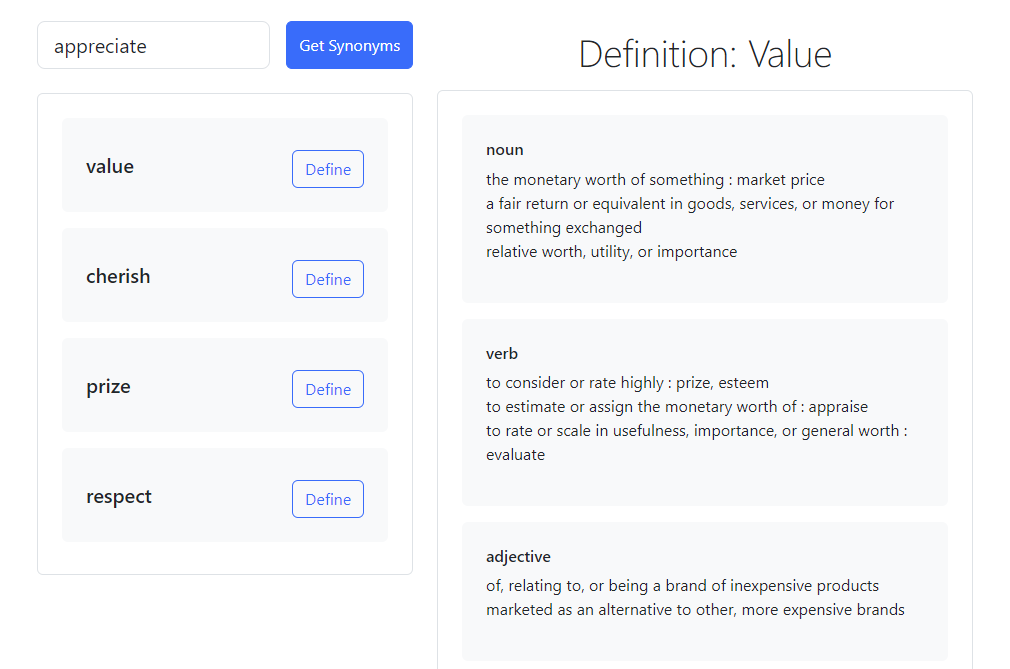 appreciate
Get Synonyms
value
Define
cherish
Define
prize
Define
respect
Define
Definition: Value
noun
the monetary worth of something : market price
a fair return or equivalent in goods, services, or money for
something exchanged
relative worth, utility, or importance
verb
to consider or rate highly : prize, esteem
to estimate or assign the monetary worth of : appraise
to rate or scale in usefulness, importance, or general worth :
evaluate
adjective
of, relating to, or being a brand of inexpensive products
marketed as an alternative to other, more expensive brands